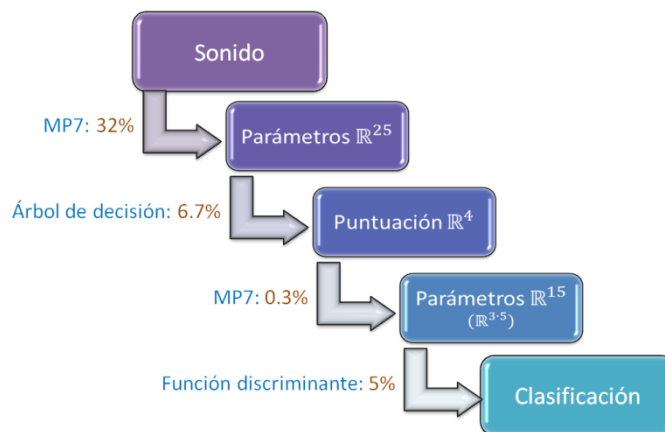 Sonido
MP7: 32%
Parámetros ℝ²⁵
Árbol de decisión: 6.7%
Puntuación ℝ⁴
MP7: 0.3%
Parámetros ℝ¹⁵
(ℝ³·⁵)
Función discriminante: 5%
Clasificación